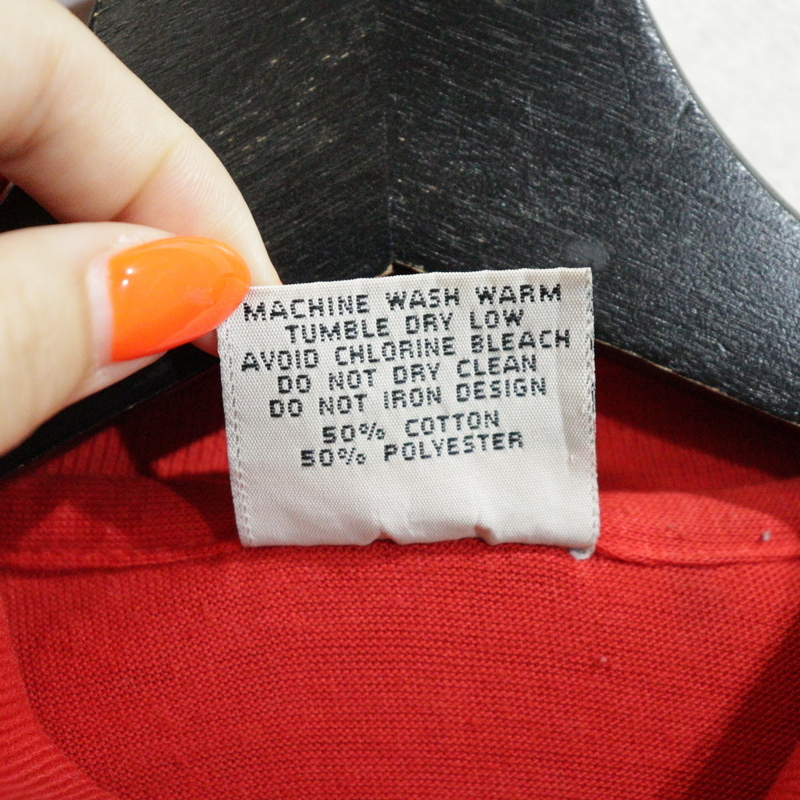 MACHINE WASH WARM
TUMBLE DRY LOW
AVOID CHLORINE BLEACH
DO NOT DRY CLEAN
DO NOT IRON DESIGN
50% COTTON
50% POLYESTER